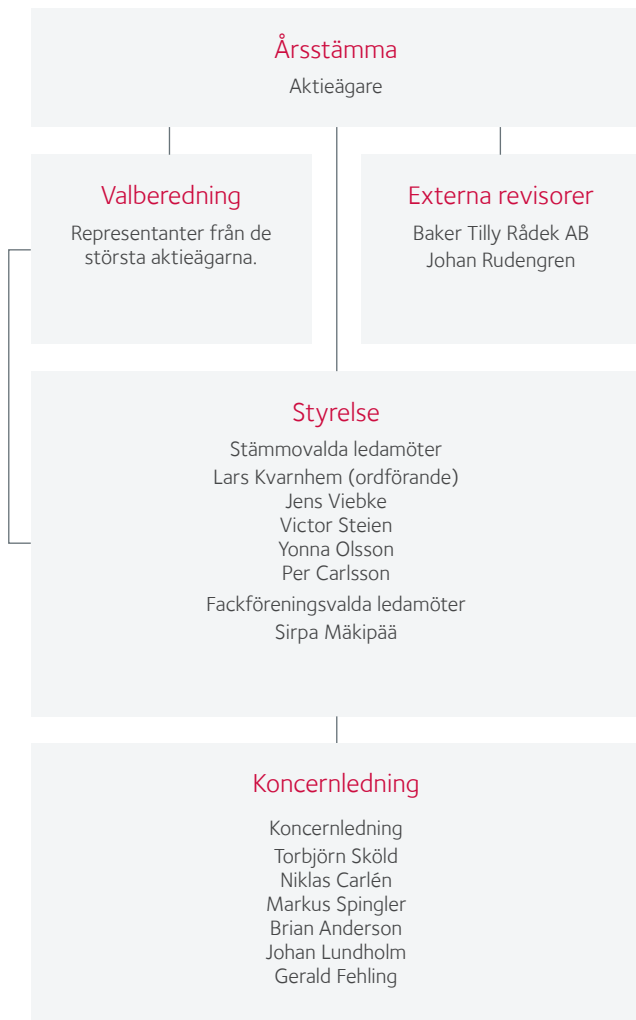 Årsstämma
Aktieägare
Valberedning
Representanter från de
största aktieägarna.
Externa revisorer
Baker Tilly Rådek AB
Johan Rudengren
Styrelse
Stämmovalda ledamöter
Lars Kvarnhem (ordförande)
Jens Viebke
Victor Steien
Yonna Olsson
Per Carlsson
Fackföreningsvalda ledamöter
Sirpa Mäkipää
Koncernledning
Koncernledning
Torbjörn Sköld
Niklas Carlén
Markus Spingler
Brian Anderson
Johan Lundholm
Gerald Fehling